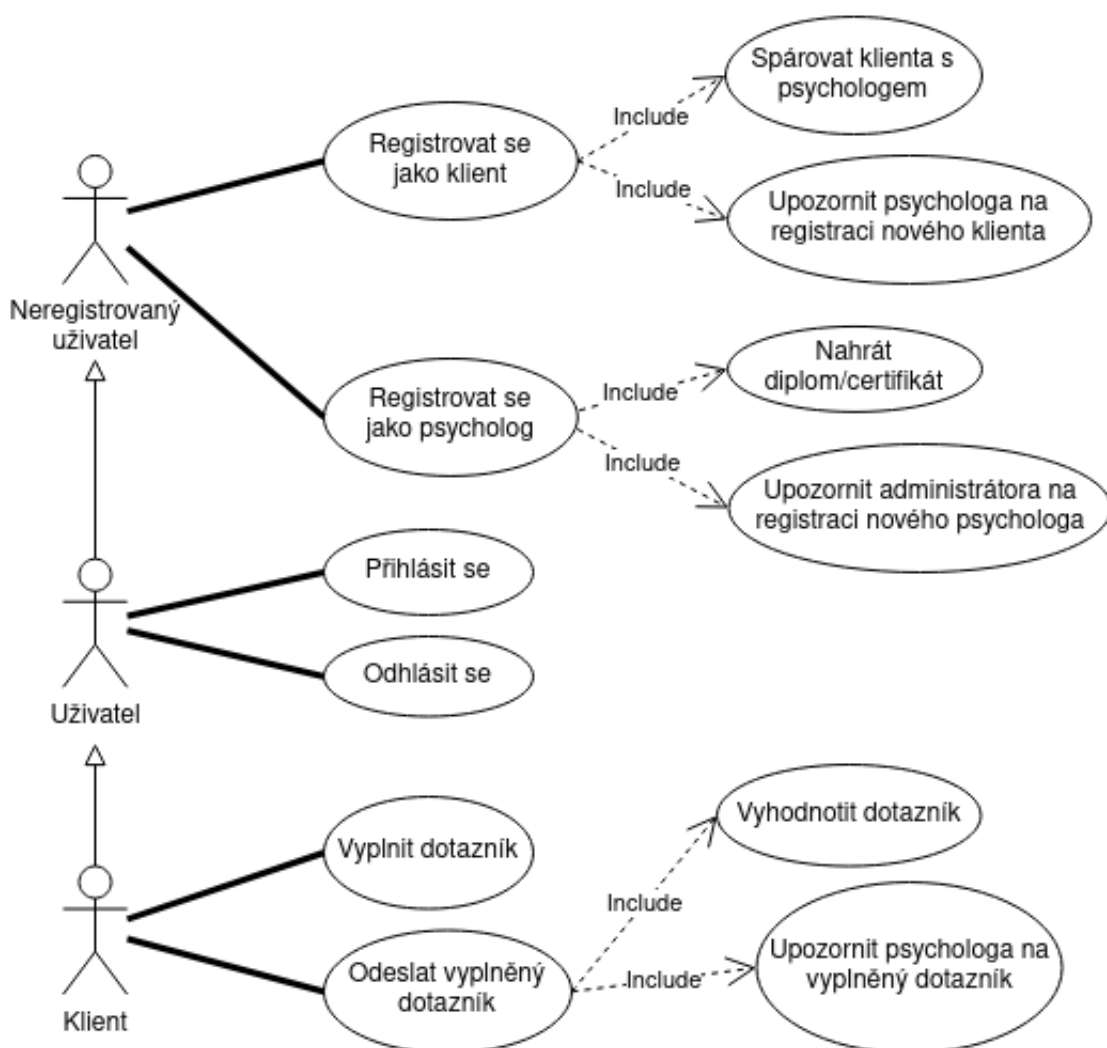 Spárovat klienta s
psychologem
Include
Registrovat se
jako klient
Include
Upozornit psychologa na
registraci nového klienta
Neregistrovaný
uživatel
Nahrát
diplom/certifikát
Include
Registrovat se
jako psycholog
Include
Upozornit administrátora na
registraci nového psychologa
Přihlásit se
Odhlásit se
Uživatel
Vyhodnotit dotazník
Vyplnit dotazník
Include
Upozornit psychologa na
vyplněný dotazník
Odeslat vyplněný
dotazník
Include
Klient